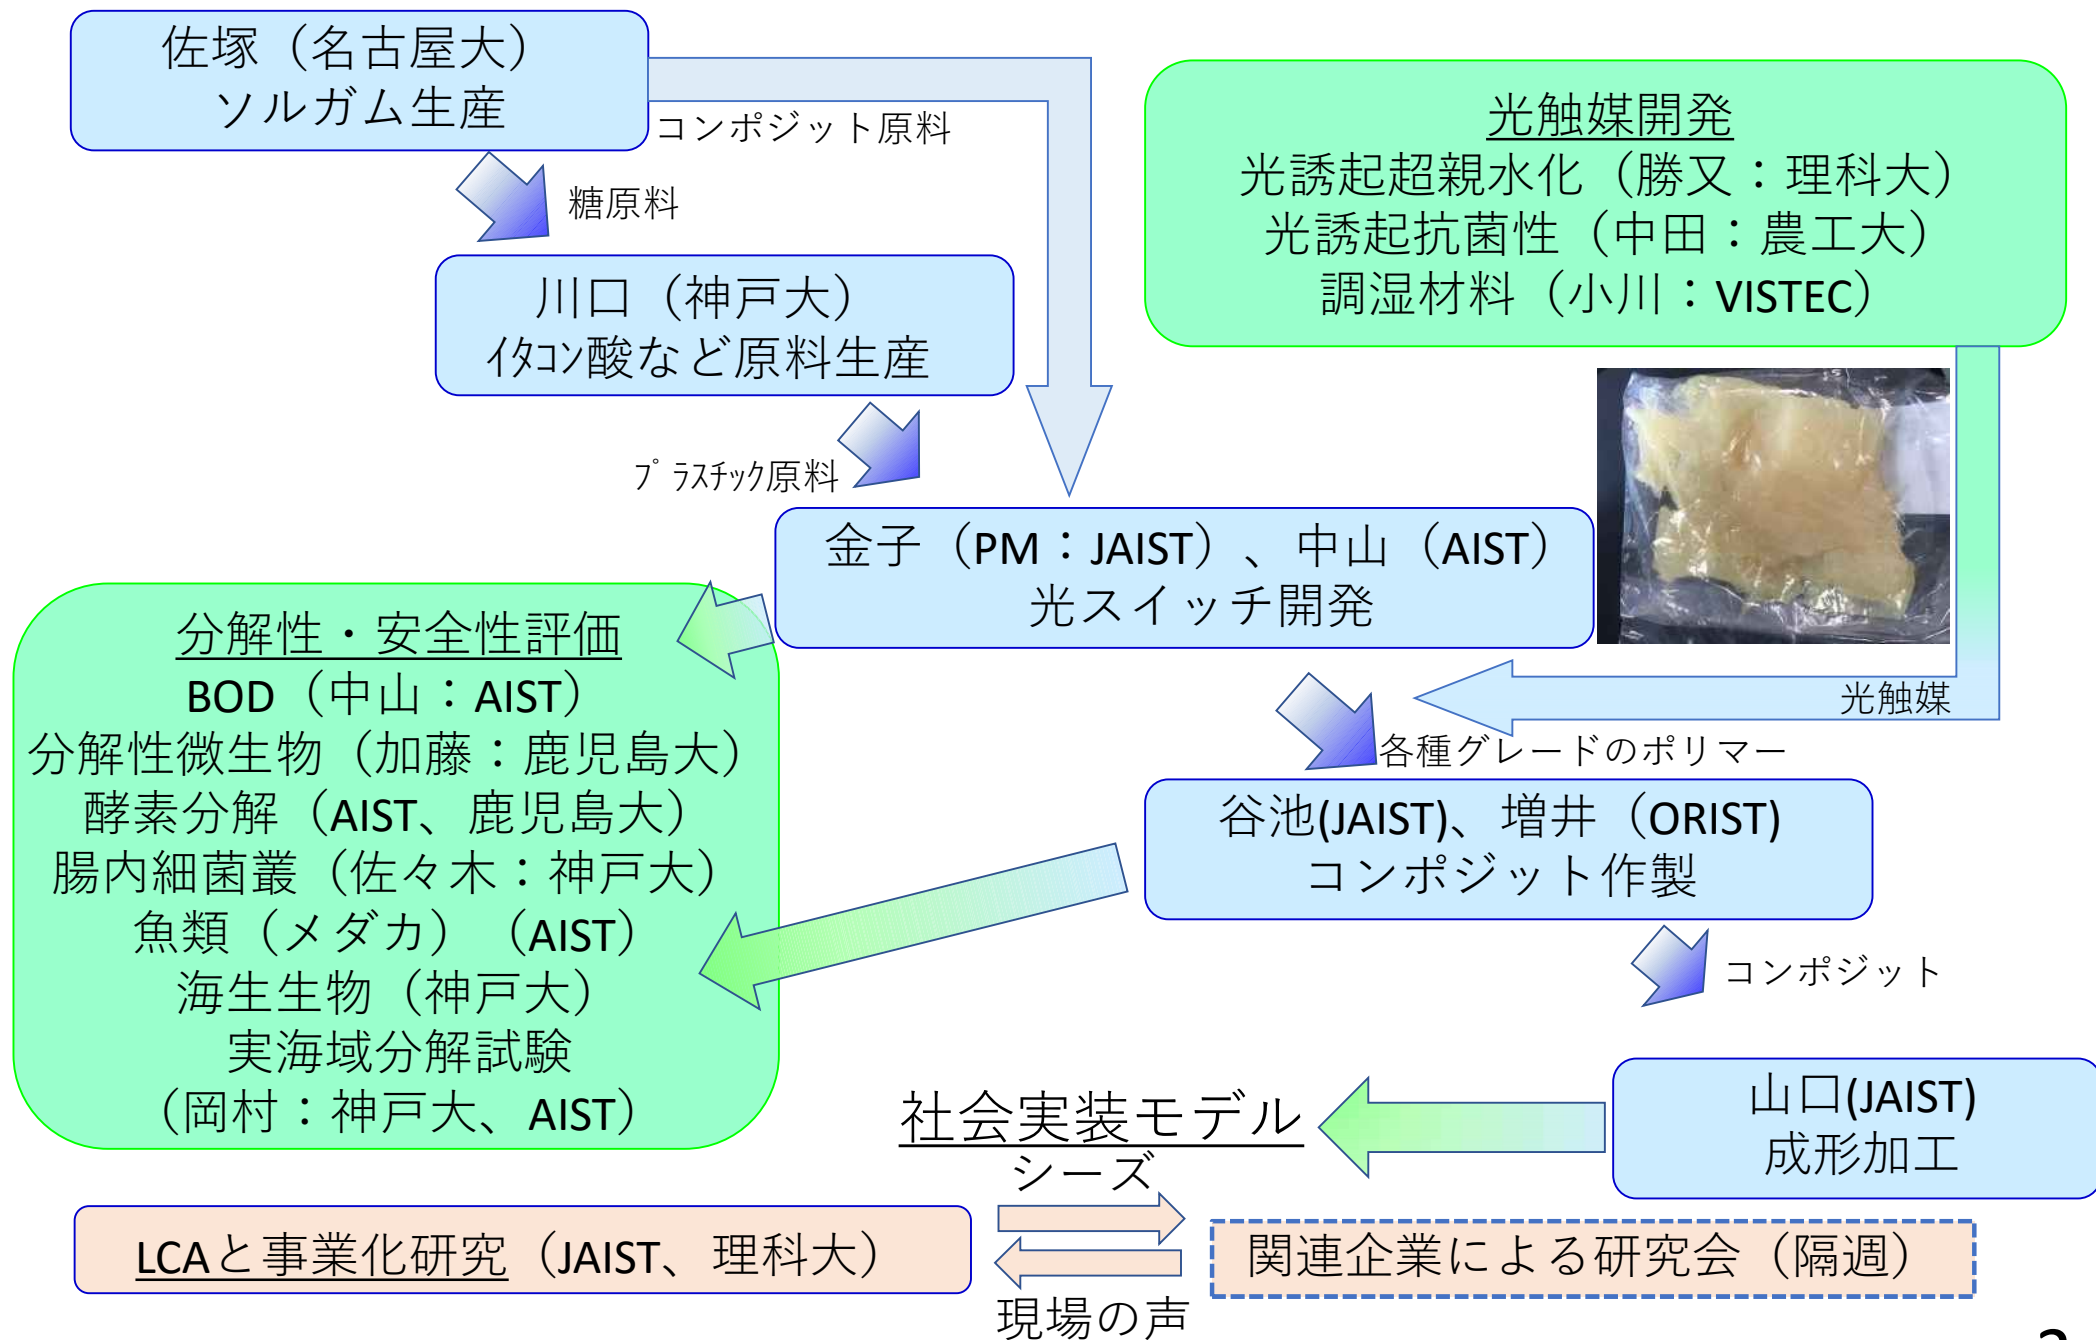 佐塚（名古屋大）
ソルガム生産
コンポジット原料
糖原料
川口（神戸大）
ｲﾀｺﾝ酸など原料生産
ﾌﾟﾗｽﾁｯｸ原料
光触媒開発
光誘起超親水化（勝又：理科大）
光誘起抗菌性（中田：農工大）
調湿材料（小川：VISTEC）
金子（PM：JAIST）、中山（AIST）
光スイッチ開発
光触媒
各種グレードのポリマー
分解性・安全性評価
BOD（中山：AIST）
分解性微生物（加藤：鹿児島大）
酵素分解（AIST、鹿児島大）
腸内細菌叢（佐々木：神戸大）
魚類（メダカ）（AIST）
海生生物（神戸大）
実海域分解試験
（岡村：神戸大、AIST）
谷池(JAIST)、増井（ORIST)
コンポジット作製
コンポジット
山口(JAIST)
成形加工
社会実装モデル
シーズ
LCAと事業化研究（JAIST、理科大）
関連企業による研究会（隔週）
現場の声